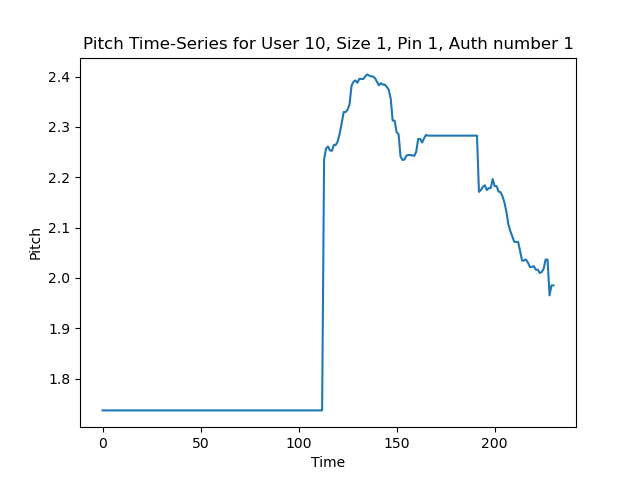 Pitch Time-Series for User 10, Size 1, Pin 1, Auth number 1
2.4
2.3
2.2
2.1
2.0
1.9
1.8
Pitch
0 50 100 150 200
Time